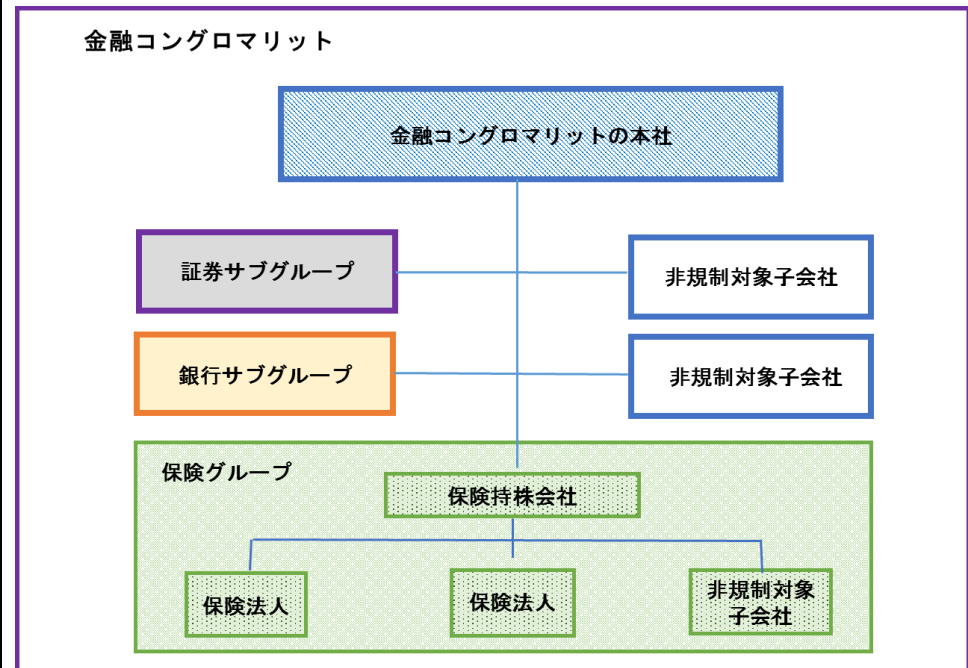 金融コングロマリット
金融コングロマリットの本社
証券サブグループ
非規制対象子会社
銀行サブグループ
非規制対象子会社
保険グループ
保険持株会社
保険法人
保険法人
非規制対象
子会社